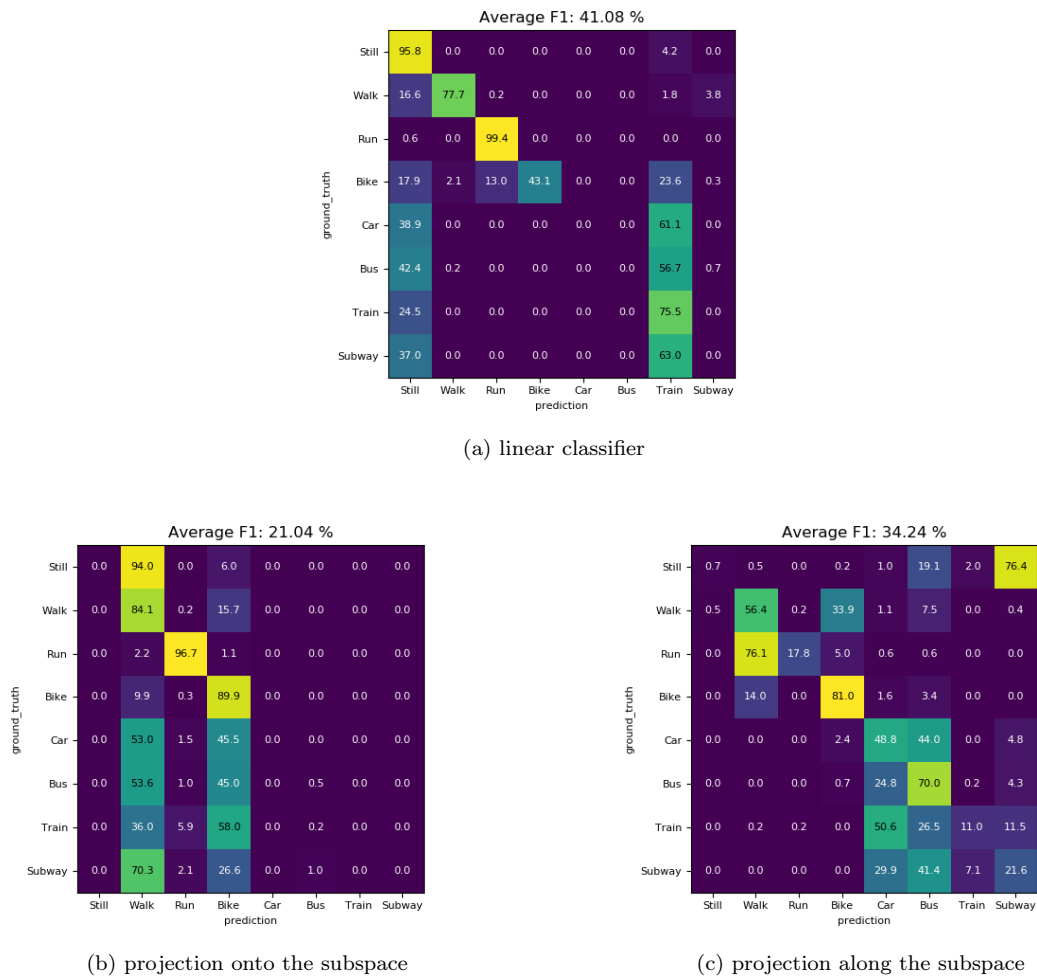 Average F1: 41.08 %
Still 95.8 0.0 0.0 0.0 0.0 0.0 4.2 0.0
Walk 16.6 77.7 0.2 0.0 0.0 0.0 1.8 3.8
Run 0.6 0.0 99.4 0.0 0.0 0.0 0.0 0.0
Bike 17.9 2.1 13.0 43.1 0.0 0.0 23.6 0.3
ground_truth
Car 38.9 0.0 0.0 0.0 0.0 0.0 61.1 0.0
Bus 42.4 0.2 0.0 0.0 0.0 0.0 56.7 0.7
Train 24.5 0.0 0.0 0.0 0.0 0.0 75.5 0.0
Subway 37.0 0.0 0.0 0.0 0.0 0.0 63.0 0.0
Still Walk Run Bike Car Bus Train Subway
prediction
(a) linear classifier
Average F1: 21.04 %
Still 0.0 94.0 0.0 6.0 0.0 0.0 0.0 0.0
Walk 0.0 84.1 0.2 15.7 0.0 0.0 0.0 0.0
Run 0.0 2.2 96.7 1.1 0.0 0.0 0.0 0.0
Bike 0.0 9.9 0.3 89.9 0.0 0.0 0.0 0.0
ground_truth
Car 0.0 53.0 1.5 45.5 0.0 0.0 0.0 0.0
Bus 0.0 53.6 1.0 45.0 0.0 0.5 0.0 0.0
Train 0.0 36.0 5.9 58.0 0.0 0.2 0.0 0.0
Subway 0.0 70.3 2.1 26.6 0.0 1.0 0.0 0.0
Still Walk Run Bike Car Bus Train Subway
prediction
(b) projection onto the subspace
Average F1: 34.24 %
Still 0.7 0.5 0.0 0.2 1.0 19.1 2.0 76.4
Walk 0.5 56.4 0.2 33.9 1.1 7.5 0.0 0.4
Run 0.0 76.1 17.8 5.0 0.6 0.6 0.0 0.0
Bike 0.0 14.0 0.0 81.0 1.6 3.4 0.0 0.0
ground_truth
Car 0.0 0.0 0.0 2.4 48.8 44.0 0.0 4.8
Bus 0.0 0.0 0.0 0.7 24.8 70.0 0.2 4.3
Train 0.0 0.2 0.2 0.0 50.6 26.5 11.0 11.5
Subway 0.0 0.0 0.0 0.0 29.9 41.4 7.1 21.6
Still Walk Run Bike Car Bus Train Subway
prediction
(c) projection along the subspace